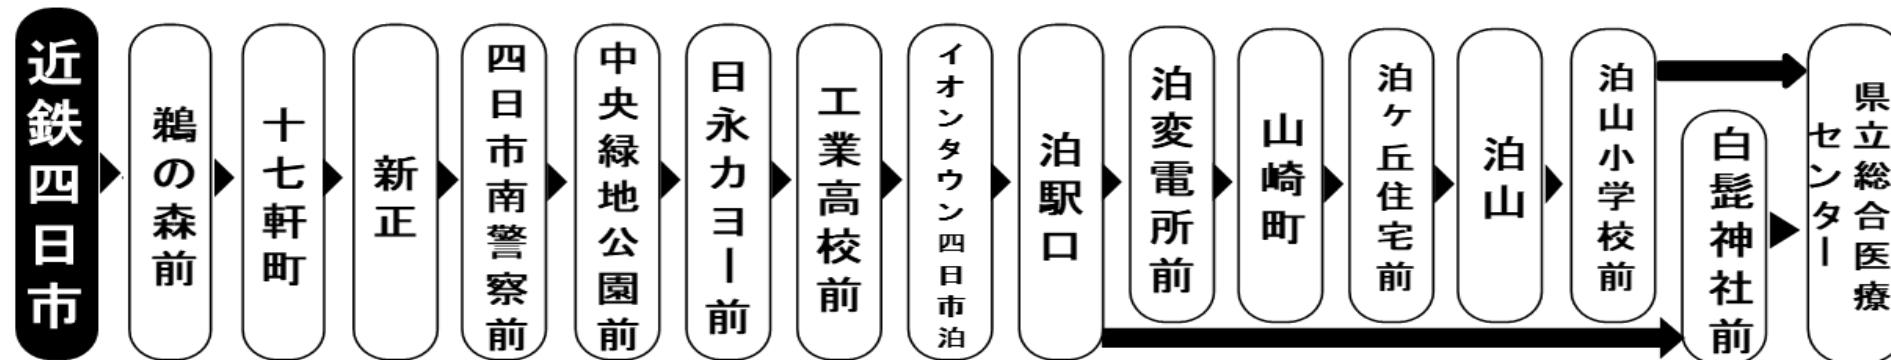 近鉄四日市
鵜の森前
十七軒町
新正
四日市南警察前
中央緑地公園前
日永カヨー前
工業高校前
イオンタウン四日市泊
泊駅口
泊変電所前
山崎町
泊ケ丘住宅前
泊山
泊山小学校前
白髭神社前
県立総合医療
センター